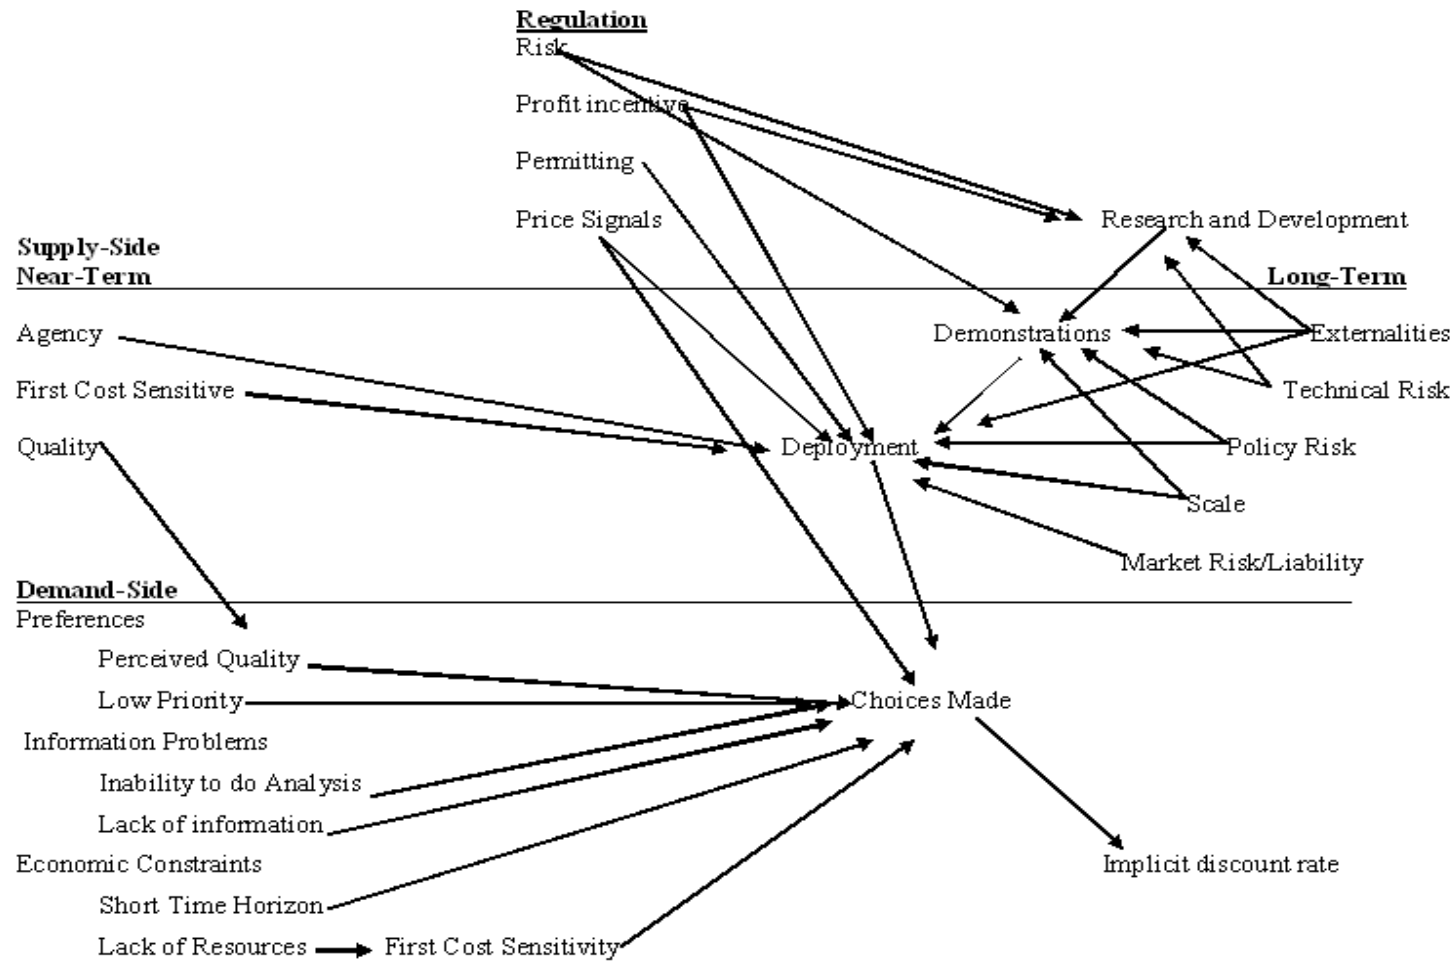 Regulation
Risk
Profit incentive
Permitting
Price Signals
Research and Development
Supply-Side
Near-Term
Long-Term
Agency
Demonstrations
Externalities
First Cost Sensitive
Technical Risk
Quality
Deployment
Policy Risk
Scale
Market Risk/Liability
Demand-Side
Preferences
Perceived Quality
Low Priority
Choices Made
Information Problems
Inability to do Analysis
Lack of information
Economic Constraints
Implicit discount rate
Short Time Horizon
Lack of Resources
First Cost Sensitivity